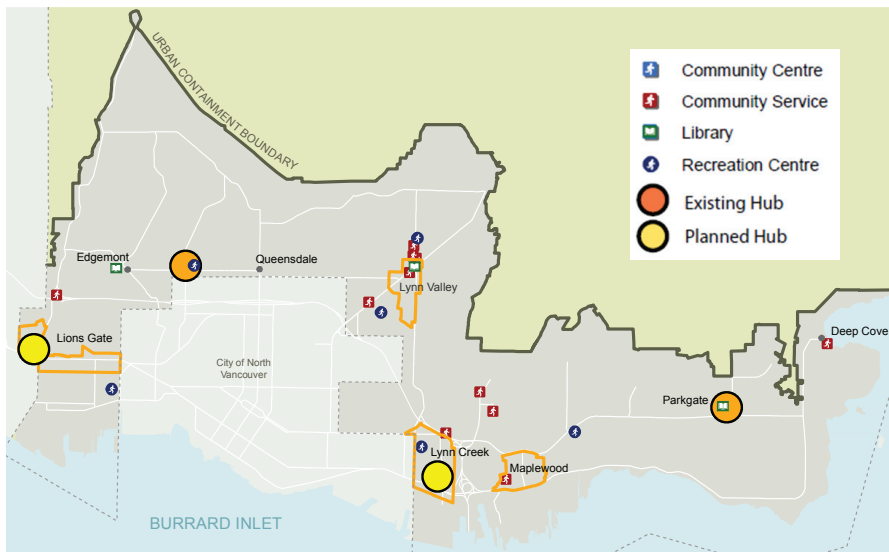 URBAN CONTAINMENT BOUNDARY
Community Centre
Community Service
Library
Recreation Centre
Existing Hub
Planned Hub
Edgemont
Queensdale
Lynn Valley
Lions Gate
Deep Cove
City of North
Vancouver
Parkgate
Lynn Creek
Maplewood
BURRARD INLET